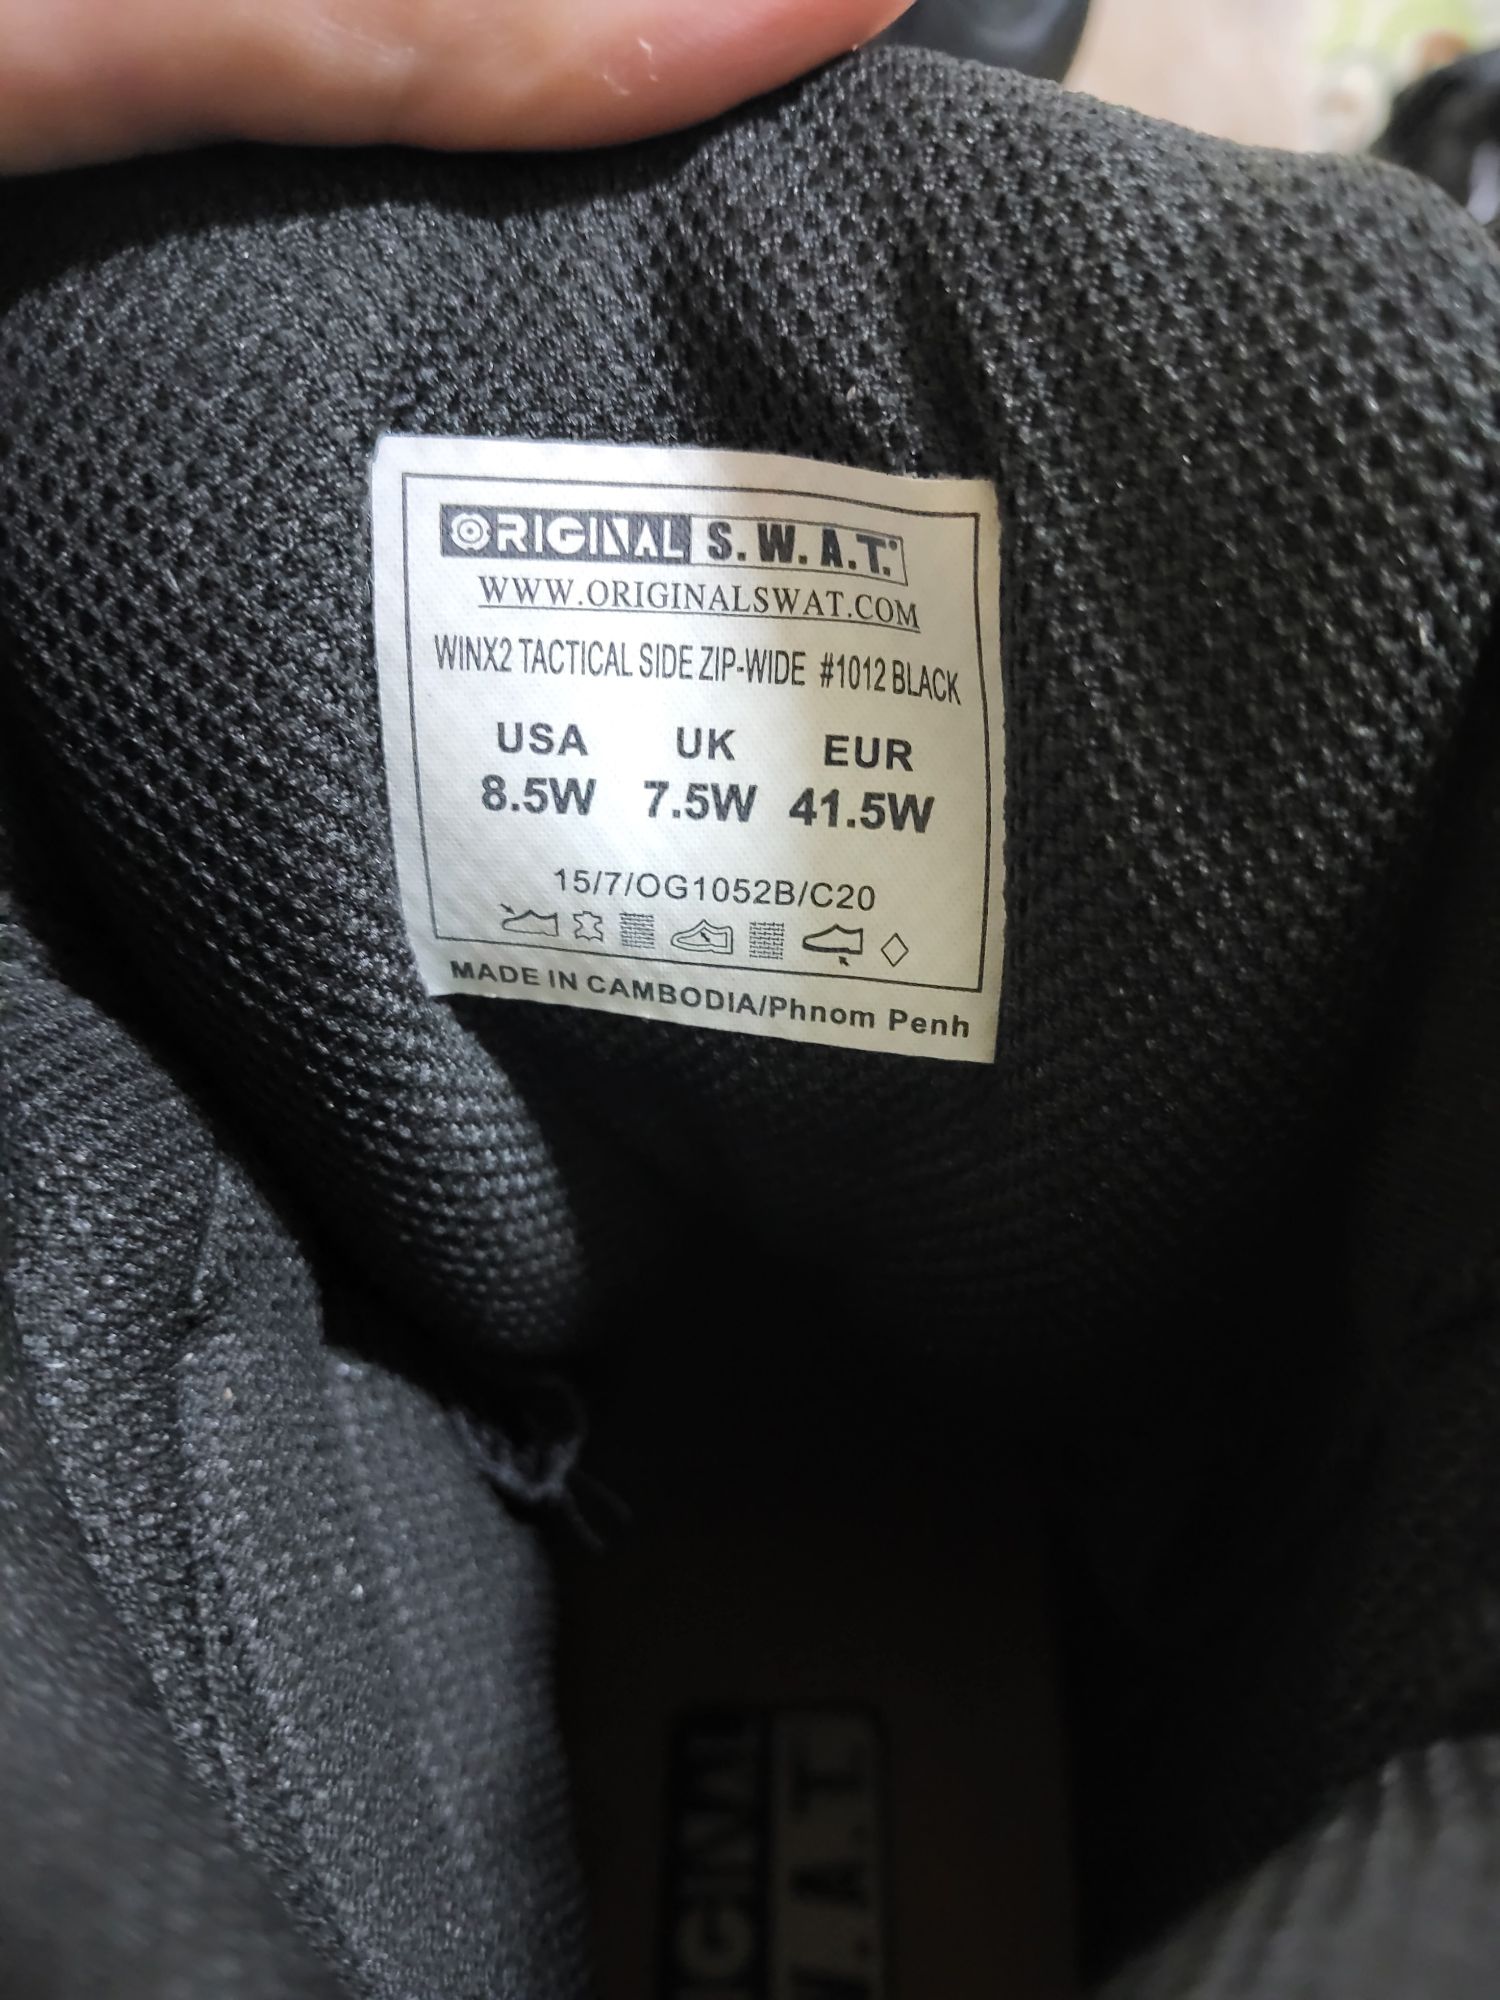 ORIGINAL S.W.A.T.
WWW.ORIGINALSWAT.COM
WINX2 TACTICAL SIDE ZIP-WIDE #1012 BLACK
USA UK EUR
8.5W 7.5W 41.5W
15/7/OG1052B/C20
MADE IN CAMBODIA/Phnom Penh